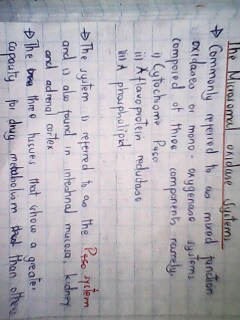 The Microsomal oxidase systems
→ Commonly referred to as mixed function
oxidases or mono-oxygenase systems
composed of three components namely:
i) Cytochrome P450
ii) A flavoprotein reductase
iii) A phospholipid
→ The system is referred to as the P450 system
and is also found in intestinal mucosa, kidney
and adrenal cortex
→ The three tissues that show a greater
capacity for drug metabolism than others